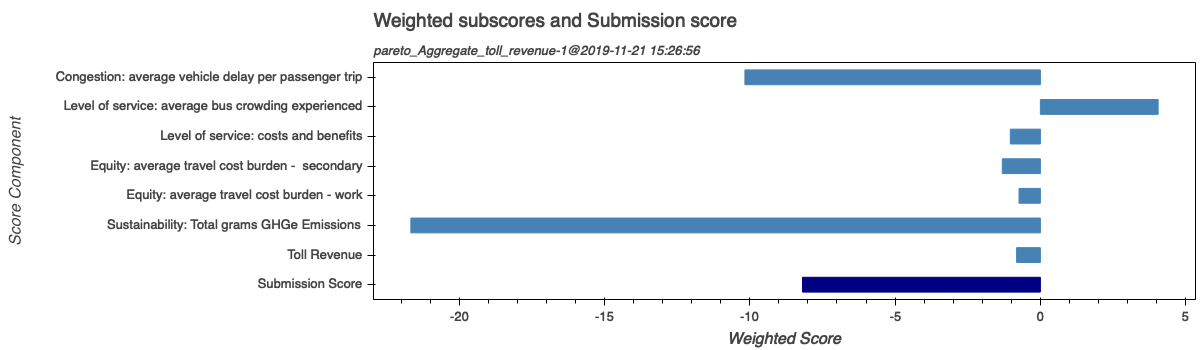 Weighted subscores and Submission score
pareto_Aggregate_toll_revenue-1@2019-11-21 15:26:56
Score Component
Congestion: average vehicle delay per passenger trip
Level of service: average bus crowding experienced
Level of service: costs and benefits
Equity: average travel cost burden - secondary
Equity: average travel cost burden - work
Sustainability: Total grams GHGe Emissions
Toll Revenue
Submission Score
-20 -15 -10 -5 0 5
Weighted Score